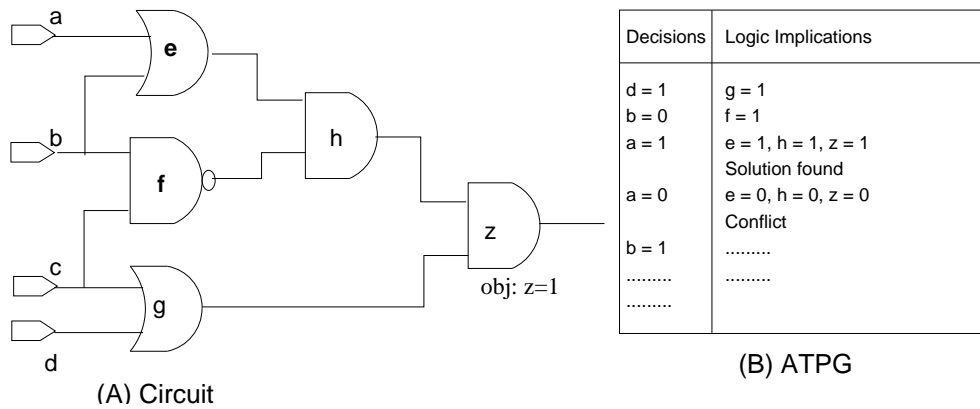 a
e
b
f
h
z
c
g
obj: z=1
d
(A) Circuit
Decisions Logic Implications
d = 1 g = 1
b = 0 f = 1
a = 1 e = 1, h = 1, z = 1
Solution found
a = 0 e = 0, h = 0, z = 0
Conflict
b = 1 .........
......... .........
.........
(B) ATPG